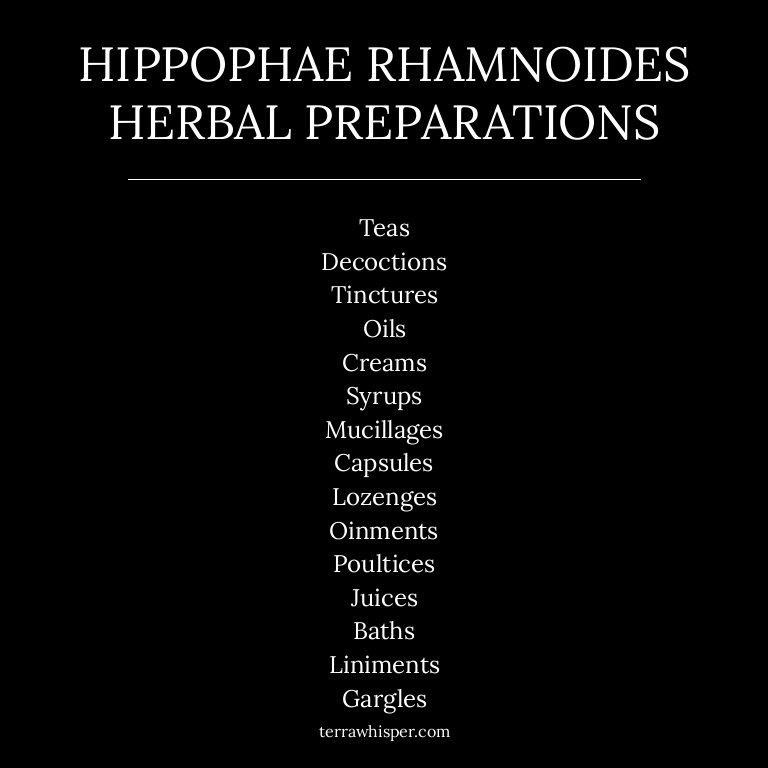 HIPPOPHAE RHAMNOIDES
HERBAL PREPARATIONS
Teas
Decoctions
Tinctures
Oils
Creams
Syrups
Mucillages
Capsules
Lozenges
Oinments
Poultices
Juices
Baths
Liniments
Gargles
terrawhisper.com